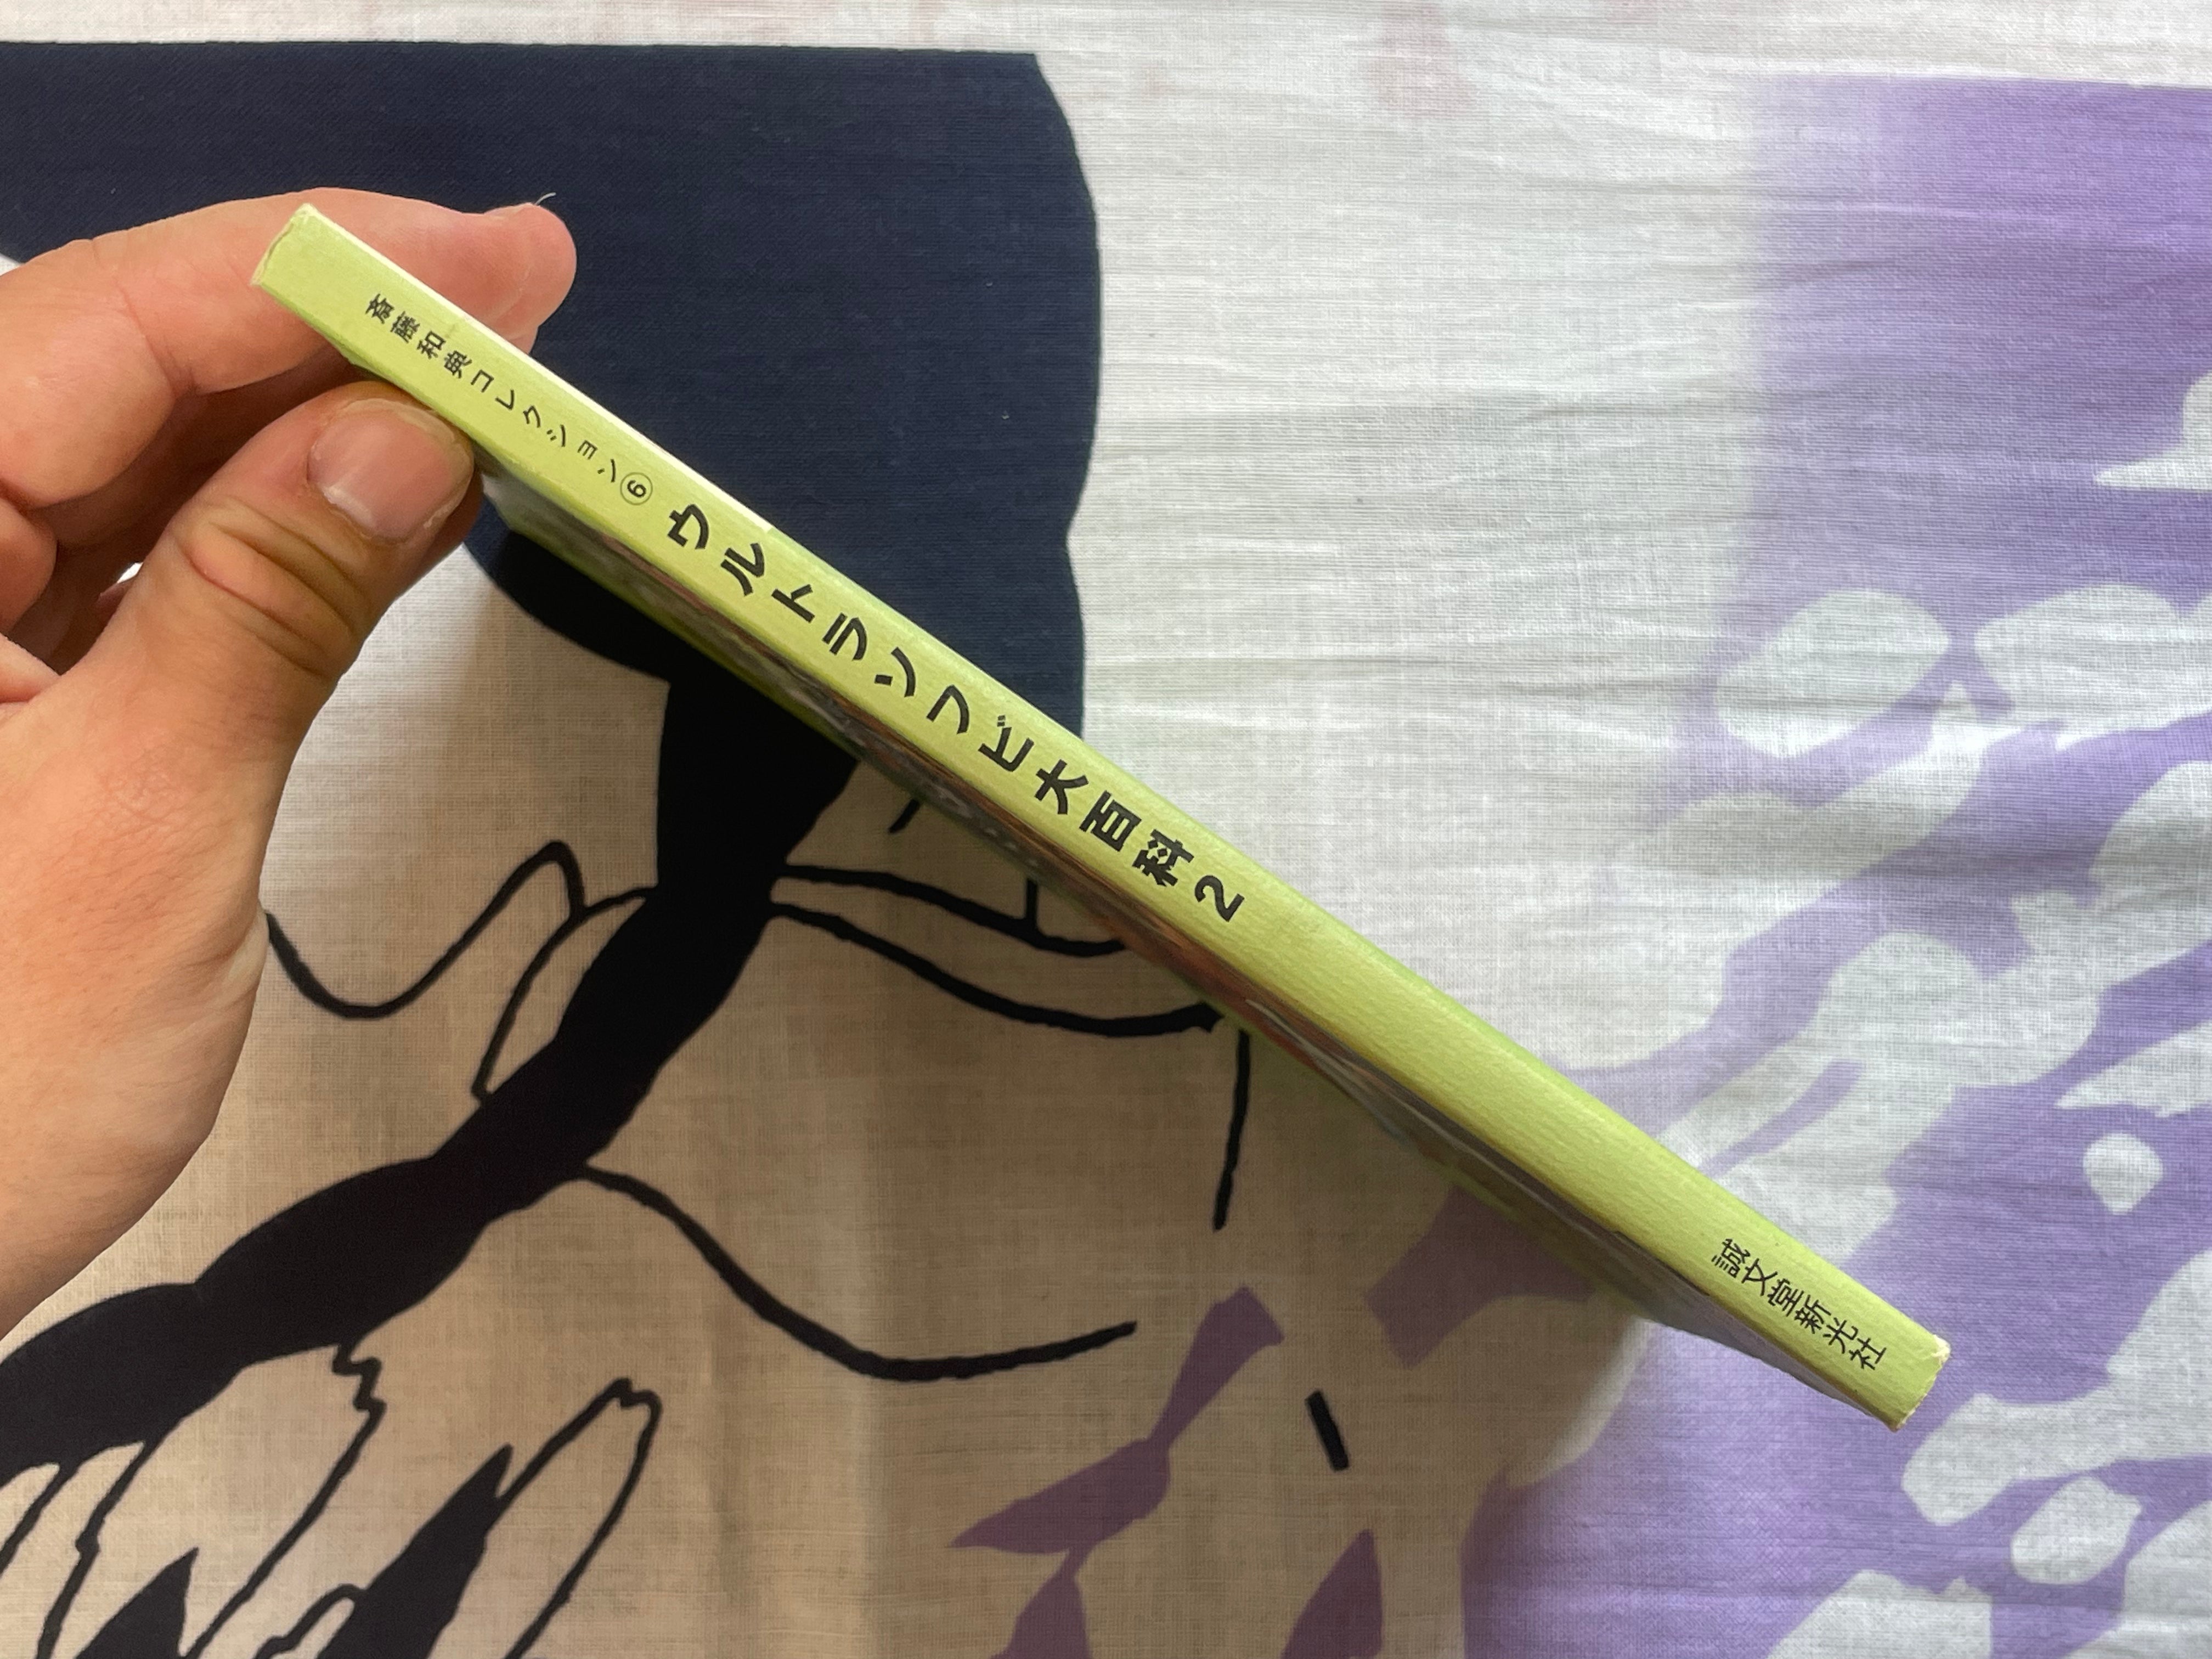 斎藤和典コレクション⑥ ウルトラソフビ大百科2 誠文堂新光社